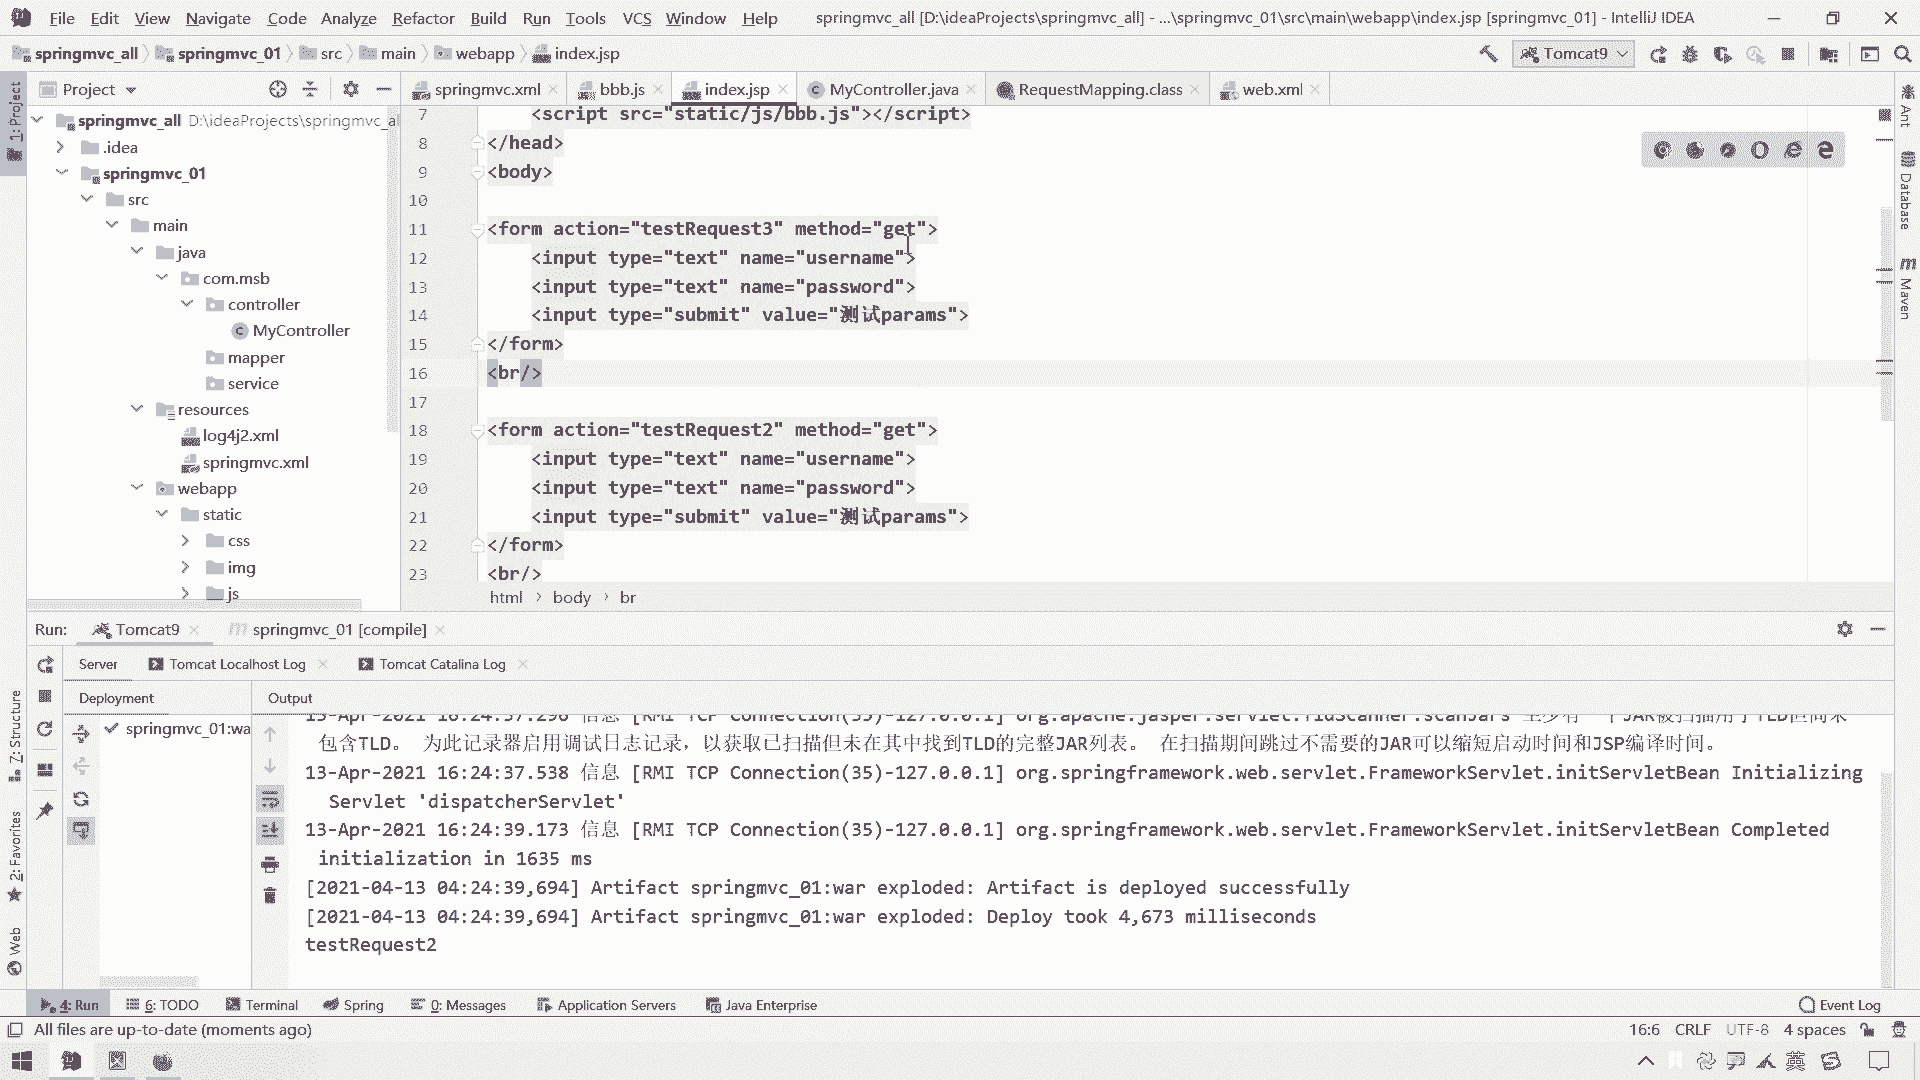 File Edit View Navigate Code Analyze Refactor Build Run Tools VCS Window Help springmvc_all [D:\ideaProjects\springmvc_all] - ...\springmvc_01\src\main\webapp\index.jsp [springmvc_01] - IntelliJ IDEA
springmvc_all springmvc_01 src main webapp index.jsp Tomcat9
Project springmvc.xml bbb.js index.jsp MyController.java RequestMapping.class web.xml
1: Project
Ant
Database
Maven
springmvc_all D:\ideaProjects\springmvc_al
.idea
springmvc_01
src
main
java
com.msb
controller
MyController
mapper
service
resources
log4j2.xml
springmvc.xml
webapp
static
css
img
js
7 <script src="static/js/bbb.js"></script>
8 </head>
9 <body>
10
11 <form action="testRequest3" method="get">
12 <input type="text" name="username">
13 <input type="text" name="password">
14 <input type="submit" value="测试params">
15 </form>
16 <br/>
17
18 <form action="testRequest2" method="get">
19 <input type="text" name="username">
20 <input type="text" name="password">
21 <input type="submit" value="测试params">
22 </form>
23 <br/>
html body br
Run: Tomcat9 springmvc_01 [compile]
Server Tomcat Localhost Log Tomcat Catalina Log
Deployment Output
springmvc_01:wa
包含TLD。 为此记录器启用调试日志记录，以获取已扫描但未在其中找到TLD的完整JAR列表。 在扫描期间跳过不需要的JAR可以缩短启动时间和JSP编译时间。
13-Apr-2021 16:24:37.538 信息 [RMI TCP Connection(35)-127.0.0.1] org.springframework.web.servlet.FrameworkServlet.initServletBean Initializing
Servlet 'dispatcherServlet'
13-Apr-2021 16:24:39.173 信息 [RMI TCP Connection(35)-127.0.0.1] org.springframework.web.servlet.FrameworkServlet.initServletBean Completed
initialization in 1635 ms
[2021-04-13 04:24:39,694] Artifact springmvc_01:war exploded: Artifact is deployed successfully
[2021-04-13 04:24:39,694] Artifact springmvc_01:war exploded: Deploy took 4,673 milliseconds
testRequest2
Z: Structure
2: Favorites
Web
4: Run 6: TODO Terminal Spring 0: Messages Application Servers Java Enterprise Event Log
All files are up-to-date (moments ago) 16:6 CRLF UTF-8 4 spaces
英